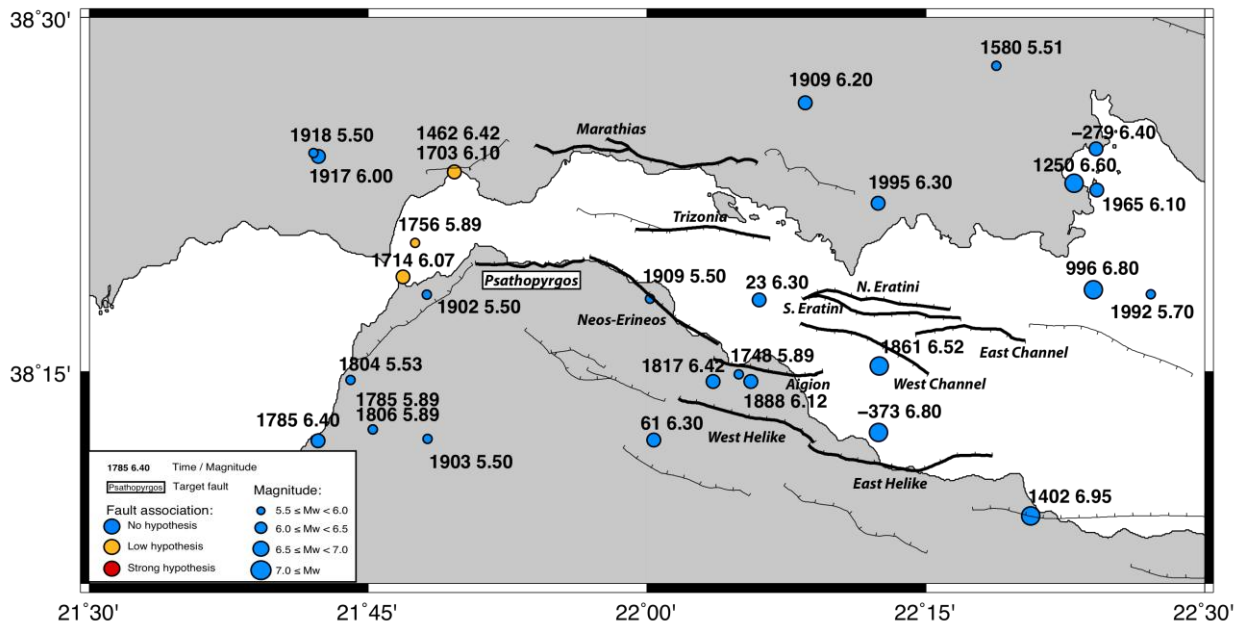 38˚30'
1580 5.51
1909 6.20
1918 5.50
1462 6.42
Marathias
−279 6.40
1703 6.10
1250 6.60
1917 6.00
1995 6.30
1965 6.10
1756 5.89
Trizonia
1714 6.07
Psathopyrgos
1909 5.50
23 6.30
N. Eratini
996 6.80
1902 5.50
Neos-Erineos
S. Eratini
1992 5.70
East Channel
38˚15'
1804 5.53
1817 6.42
1748 5.89
1861 6.52
Aigion
West Channel
1785 5.89
1888 6.12
1785 6.40
1806 5.89
61 6.30
West Helike
−373 6.80
1903 5.50
East Helike
1402 6.95
1785 6.40 Time / Magnitude
Psathopyrgos Target fault
Fault association:
No hypothesis
Low hypothesis
Strong hypothesis
Magnitude:
5.5 ≤ Mw < 6.0
6.0 ≤ Mw < 6.5
6.5 ≤ Mw < 7.0
7.0 ≤ Mw
21˚30' 21˚45' 22˚00' 22˚15' 22˚30'